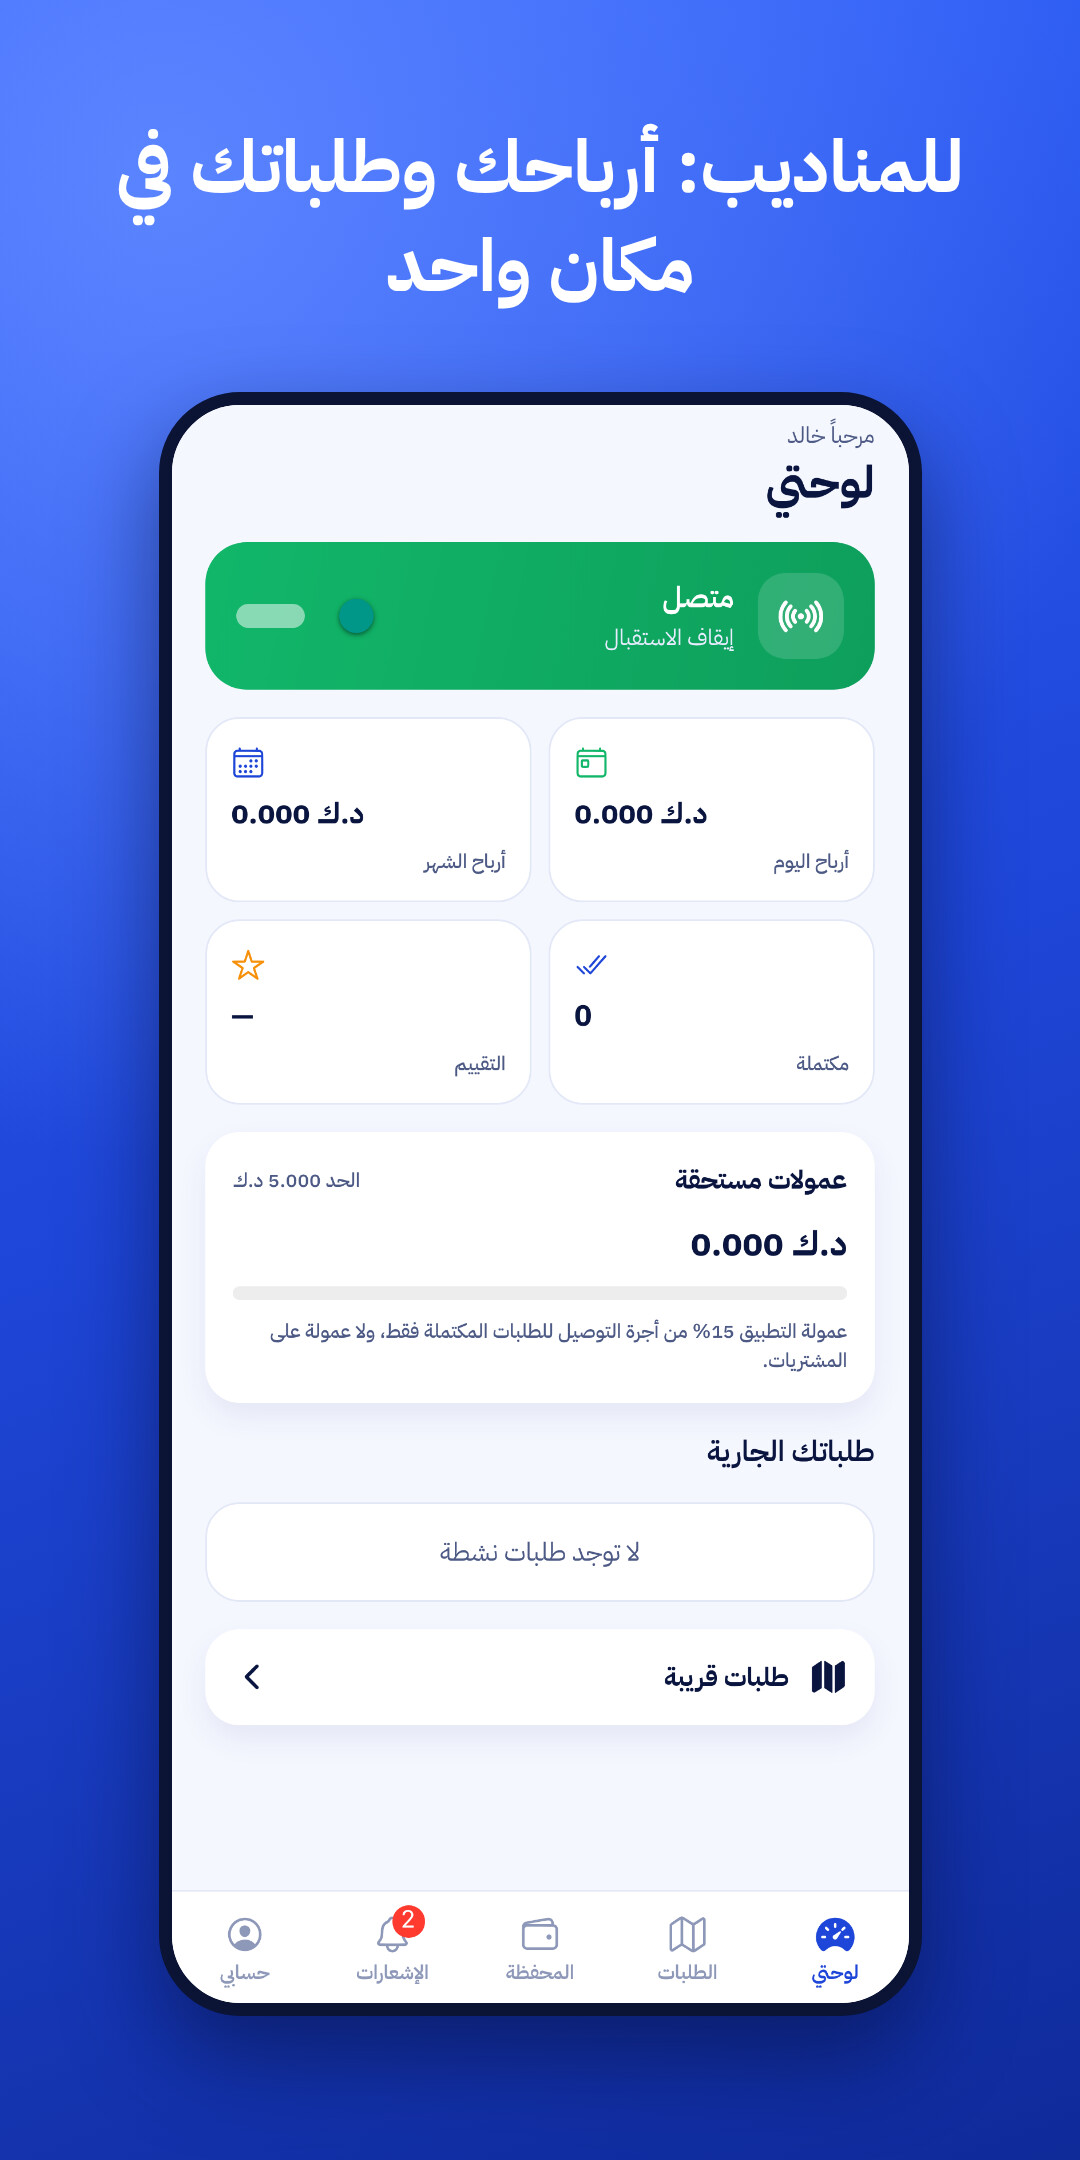 للمناديب: أرباحك وطلباتك في
مكان واحد
مرحباً خالد
لوحتي
متصل
إيقاف الاستقبال
د.ك 0.000
أرباح اليوم
د.ك 0.000
أرباح الشهر
0
مكتملة
—
التقييم
عمولات مستحقة
الحد 5.000 د.ك
د.ك 0.000
عمولة التطبيق 15% من أجرة التوصيل للطلبات المكتملة فقط، ولا عمولة على
المشتريات.
طلباتك الجارية
لا توجد طلبات نشطة
طلبات قريبة
لوحتي
الطلبات
المحفظة
2
الإشعارات
حسابي